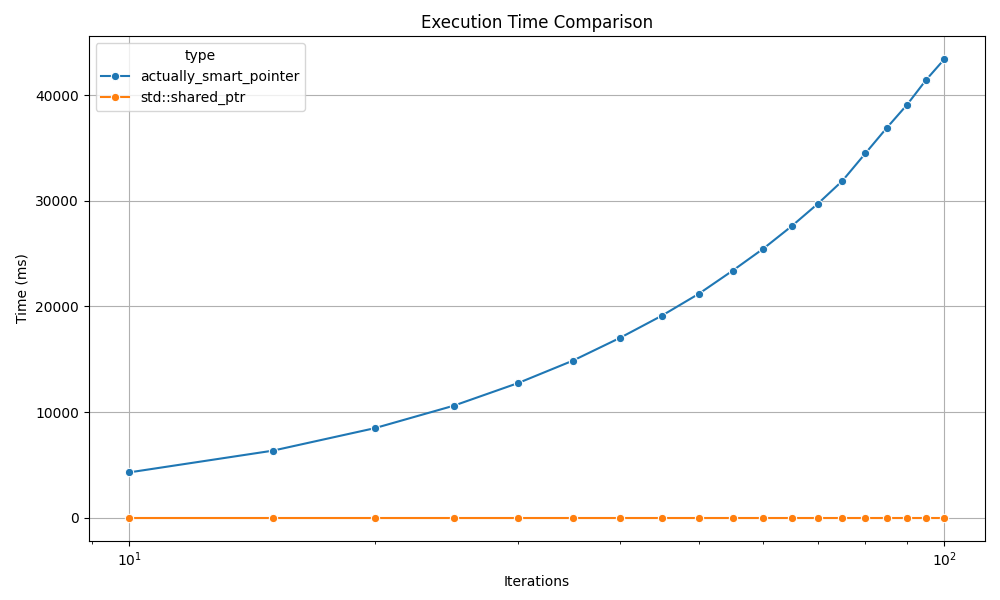 Execution Time Comparison
type
actually_smart_pointer
std::shared_ptr
Time (ms)
40000
30000
20000
10000
0
10¹
10²
Iterations